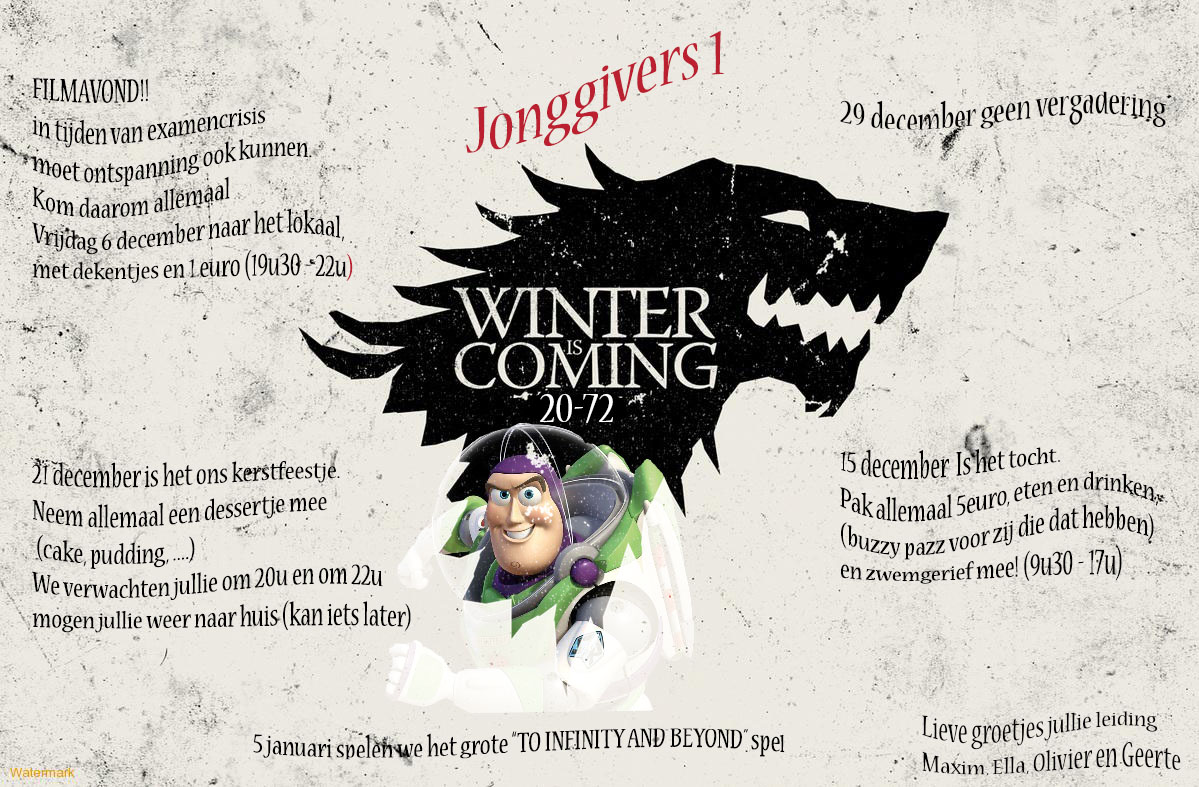 Jonggivers 1
FILMAVOND!!
in tijden van examencrisis
moet ontspanning ook kunnen.
Kom daarom allemaal
Vrijdag 6 december naar het lokaal,
met dekentjes en 1 euro (19u30 - 22u)
29 december geen vergadering
WINTER
IS
COMING
20-72
21 december is het ons kerstfeestje.
Neem allemaal een dessertje mee
(cake, pudding, ....)
We verwachten jullie om 20u en om 22u
mogen jullie weer naar huis (kan iets later)
15 december Is het tocht.
Pak allemaal 5euro, eten en drinken,
(buzzy pazz voor zij die dat hebben)
en zwemgerief mee! (9u30 - 17u)
5 januari spelen we het grote "TO INFINITY AND BEYOND" spel
Lieve groetjes jullie leiding
Maxim, Ella, Olivier en Geerte
Watermark